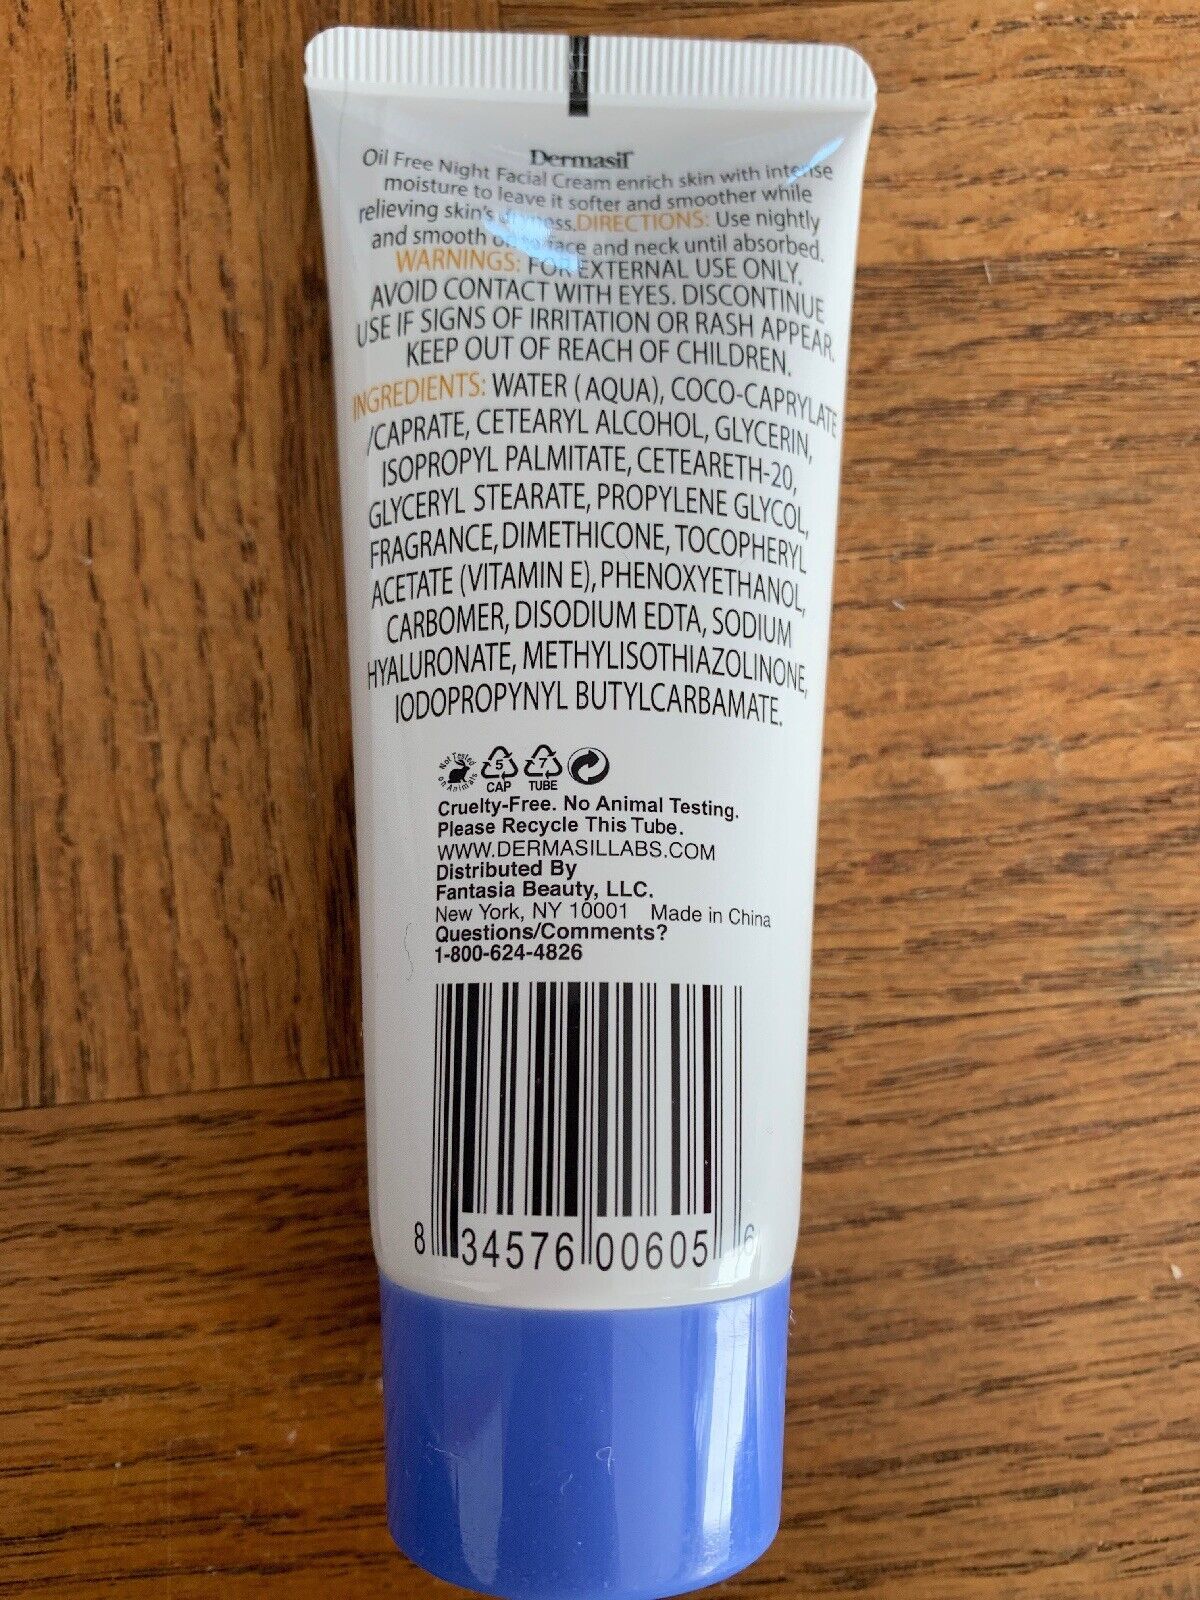 Dermasil
Oil Free Night Facial Cream enrich skin with intense
moisture to leave it softer and smoother while
relieving skin's DIRECTIONS: Use nightly
and smooth face and neck until absorbed.
WARNINGS: FOR EXTERNAL USE ONLY.
AVOID CONTACT WITH EYES. DISCONTINUE
USE IF SIGNS OF IRRITATION OR RASH APPEAR.
KEEP OUT OF REACH OF CHILDREN.
INGREDIENTS: WATER (AQUA), COCO-CAPRYLATE
/CAPRATE, CETEARYL ALCOHOL, GLYCERIN,
ISOPROPYL PALMITATE, CETEARETH-20,
GLYCERYL STEARATE, PROPYLENE GLYCOL,
FRAGRANCE, DIMETHICONE, TOCOPHERYL
ACETATE (VITAMIN E), PHENOXYETHANOL,
CARBOMER, DISODIUM EDTA, SODIUM
HYALURONATE, METHYLISOTHIAZOLINONE,
IODOPROPYNYL BUTYLCARBAMATE.
Not Tested on Animals
5 7
CAP TUBE
Cruelty-Free. No Animal Testing.
Please Recycle This Tube.
WWW.DERMASILLABS.COM
Distributed By
Fantasia Beauty, LLC.
New York, NY 10001 Made in China
Questions/Comments?
1-800-624-4826
8 34576 00605 6